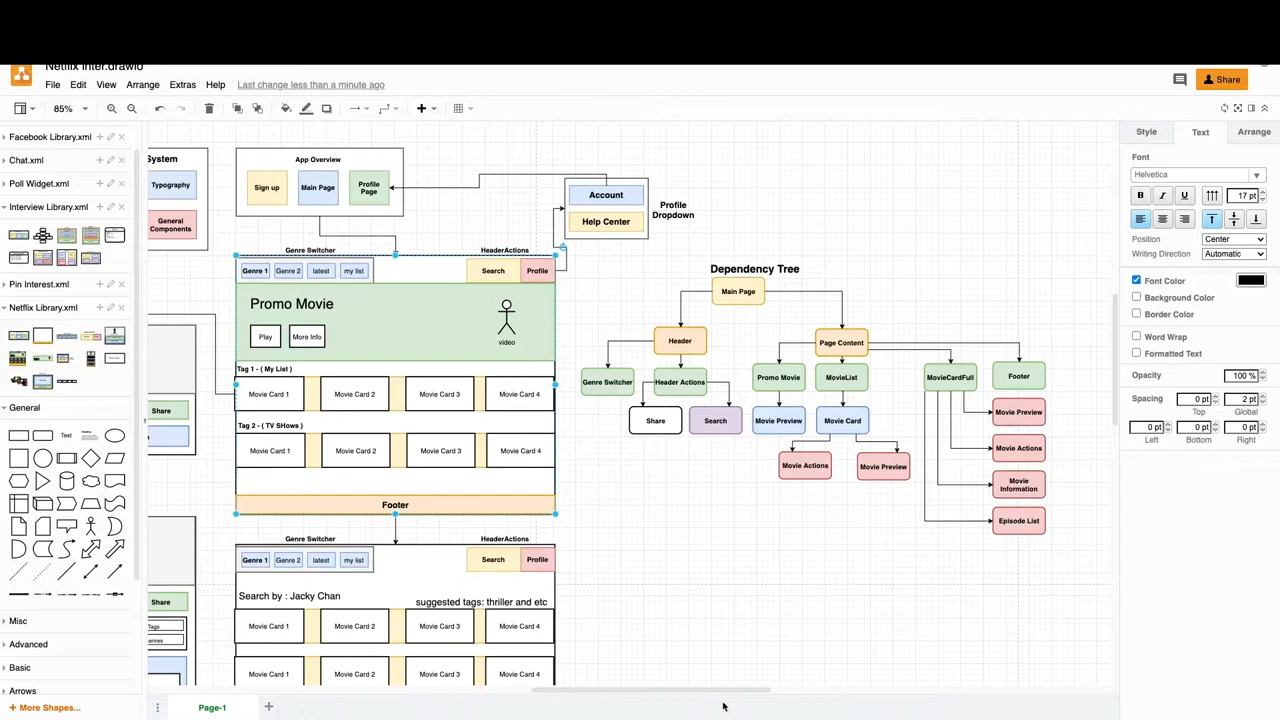 Netflix inter.drawio
File Edit View Arrange Extras Help Last change less than a minute ago
Share
85%
Facebook Library.xml
Chat.xml
Poll Widget.xml
Interview Library.xml
Pin Interest.xml
Netflix Library.xml
General
Text
Misc
Advanced
Basic
Arrows
More Shapes...
System
Typography
General
Components
Share
Share
Tags
App Overview
Sign up
Main Page
Profile
Page
Account
Help Center
Profile
Dropdown
Genre Switcher HeaderActions
Genre 1 Genre 2 latest my list Search Profile
Promo Movie
Play More Info
video
Tag 1 - ( My List )
Movie Card 1 Movie Card 2 Movie Card 3 Movie Card 4
Tag 2 - ( TV SHows )
Movie Card 1 Movie Card 2 Movie Card 3 Movie Card 4
Footer
Genre Switcher HeaderActions
Genre 1 Genre 2 latest my list Search Profile
Search by : Jacky Chan
suggested tags: thriller and etc
Movie Card 1 Movie Card 2 Movie Card 3 Movie Card 4
Movie Card 1 Movie Card 2 Movie Card 3 Movie Card 4
Dependency Tree
Main Page
Header
Page Content
Genre Switcher
Header Actions
Promo Movie
MovieList
MovieCardFull
Footer
Share
Search
Movie Preview
Movie Card
Movie Actions
Movie Preview
Movie Preview
Movie Actions
Movie
Information
Episode List
Style Text Arrange
Font
Helvetica
B I U 17 pt
Position Center
Writing Direction Automatic
Font Color
Background Color
Border Color
Word Wrap
Formatted Text
Opacity 100 %
Spacing 0 pt 2 pt
Top Global
0 pt 0 pt 0 pt
Left Bottom Right
Page-1